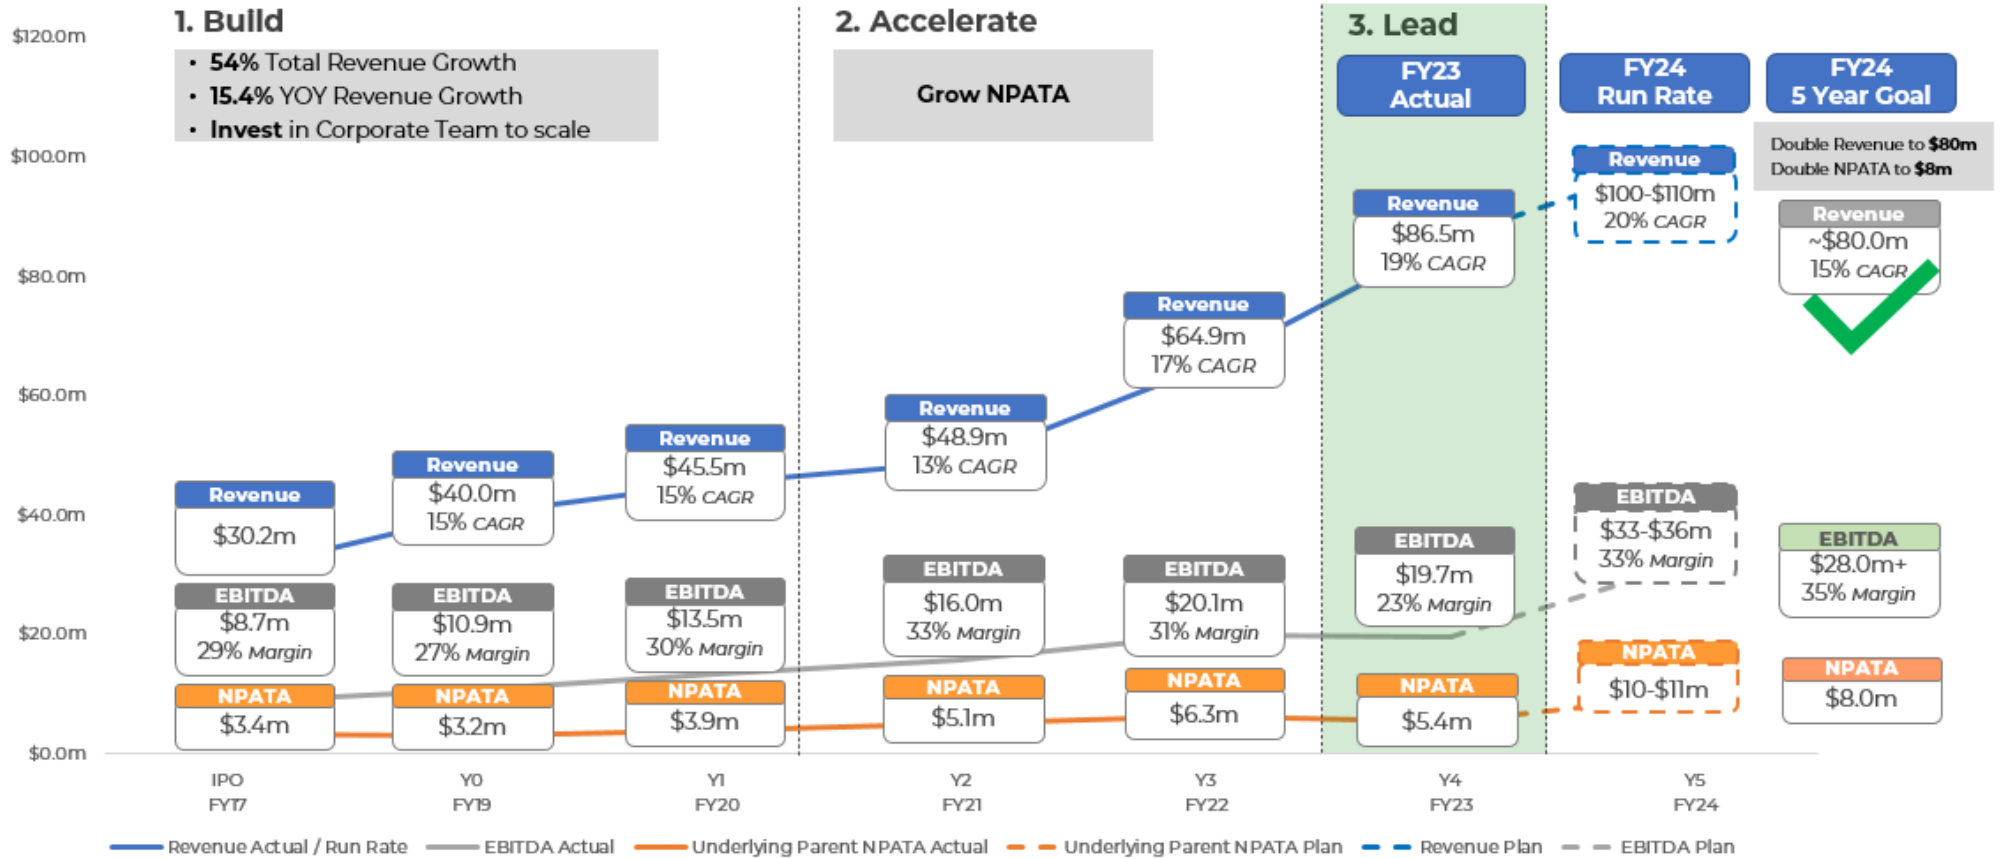 1. Build
• 54% Total Revenue Growth
• 15.4% YOY Revenue Growth
• Invest in Corporate Team to scale
2. Accelerate
Grow NPATA
3. Lead
FY23
Actual
FY24
Run Rate
FY24
5 Year Goal
Double Revenue to $80m
Double NPATA to $8m
$120.0m
$100.0m
$80.0m
$60.0m
$40.0m
$20.0m
$0.0m
Revenue
$30.2m
EBITDA
$8.7m
29% Margin
NPATA
$3.4m
Revenue
$40.0m
15% CAGR
EBITDA
$10.9m
27% Margin
NPATA
$3.2m
Revenue
$45.5m
15% CAGR
EBITDA
$13.5m
30% Margin
NPATA
$3.9m
Revenue
$48.9m
13% CAGR
EBITDA
$16.0m
33% Margin
NPATA
$5.1m
Revenue
$64.9m
17% CAGR
EBITDA
$20.1m
31% Margin
NPATA
$6.3m
Revenue
$86.5m
19% CAGR
EBITDA
$19.7m
23% Margin
NPATA
$5.4m
Revenue
$100-$110m
20% CAGR
EBITDA
$33-$36m
33% Margin
NPATA
$10-$11m
Revenue
~$80.0m
15% CAGR
EBITDA
$28.0m+
35% Margin
NPATA
$8.0m
IPO
FY17
Y0
FY19
Y1
FY20
Y2
FY21
Y3
FY22
Y4
FY23
Y5
FY24
Revenue Actual / Run Rate
EBITDA Actual
Underlying Parent NPATA Actual
Underlying Parent NPATA Plan
Revenue Plan
EBITDA Plan